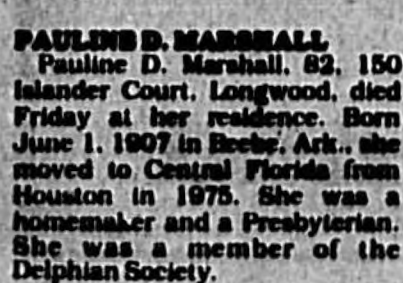 PAULINE D. MARSHALL
Pauline D. Marshall, 82, 150
Islander Court, Longwood, died
Friday at her residence. Born
June 1, 1907 in Beebe, Ark., she
moved to Central Florida from
Houston in 1975. She was a
homemaker and a Presbyterian.
She was a member of the
Delphian Society.